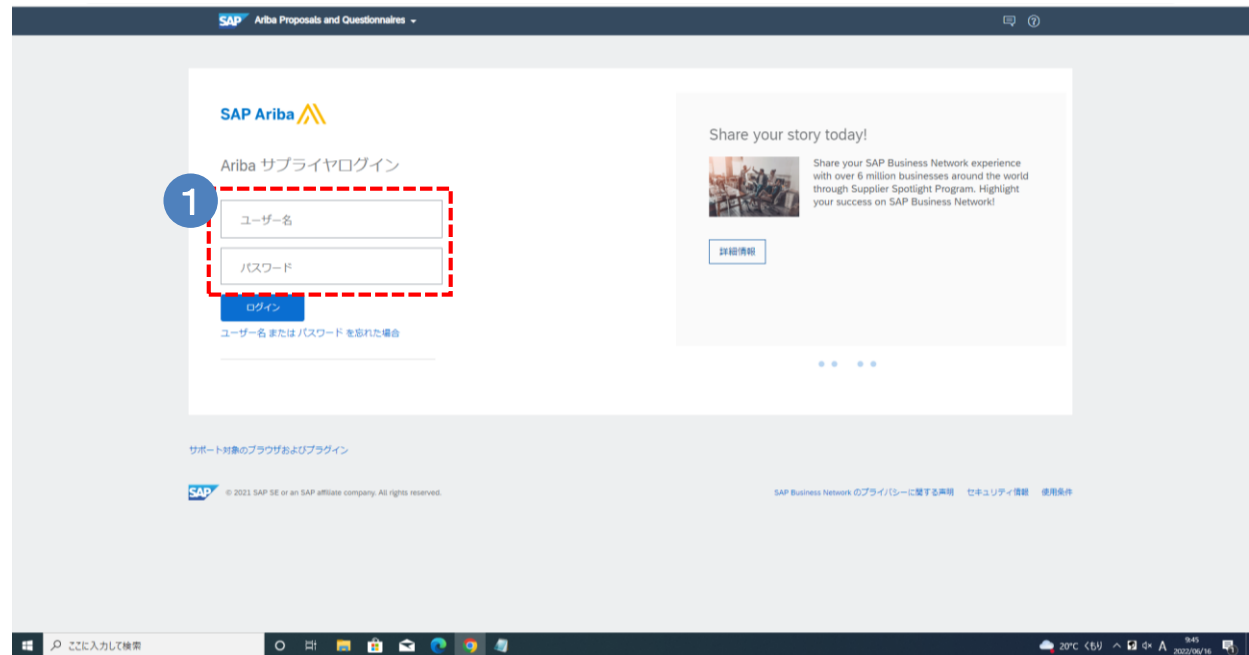 SAP Ariba Proposals and Questionnaires
SAP Ariba
Ariba サプライヤログイン
1
ユーザー名
パスワード
ログイン
ユーザー名 または パスワード を忘れた場合
Share your story today!
Share your SAP Business Network experience
with over 6 million businesses around the world
through Supplier Spotlight Program. Highlight
your success on SAP Business Network!
詳細情報
サポート対象のブラウザおよびプラグイン
SAP © 2021 SAP SE or an SAP affiliate company. All rights reserved.
SAP Business Network のプライバシーに関する声明 セキュリティ情報 使用条件
ここに入力して検索
20°C くもり A 9:45
2022/06/16